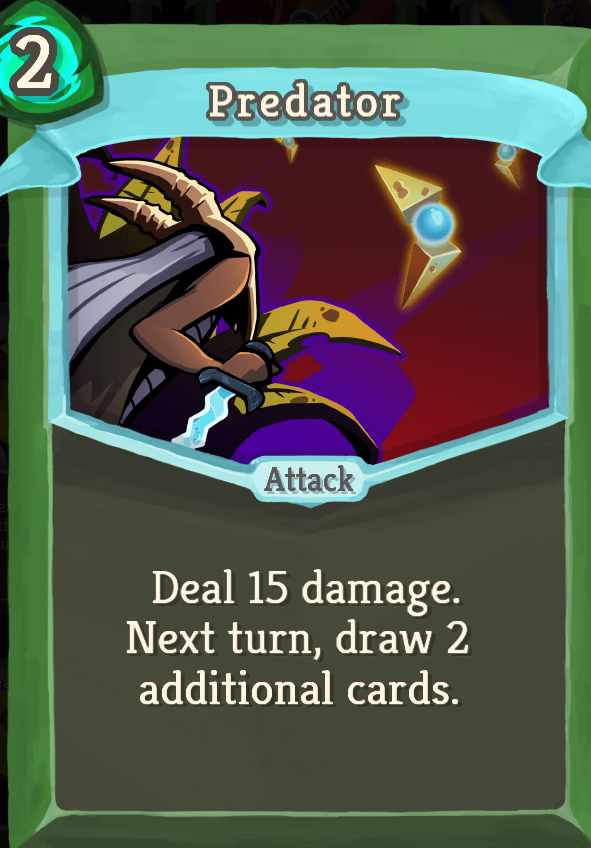 2
Predator
Attack
Deal 15 damage.
Next turn, draw 2
additional cards.